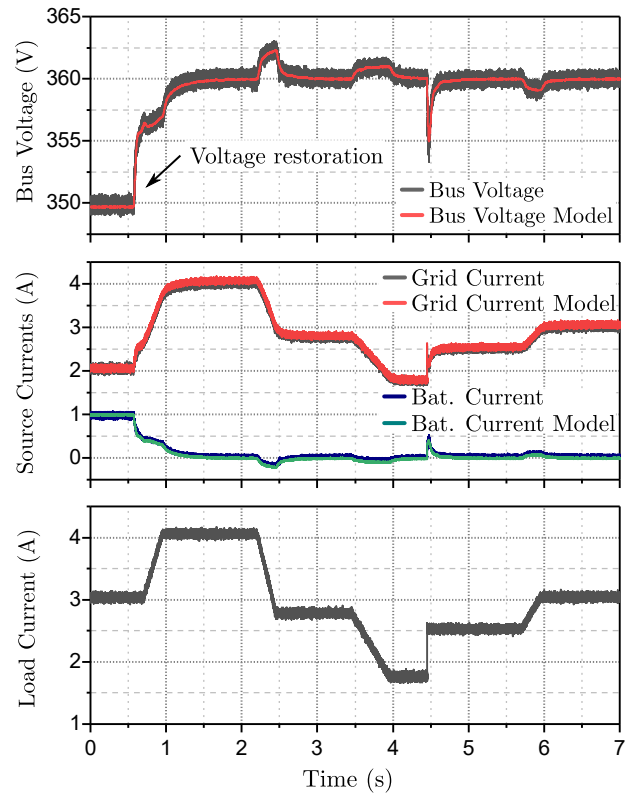 365
360
355
350
Bus Voltage (V)
Voltage restoration
Bus Voltage
Bus Voltage Model
4
3
2
1
0
Source Currents (A)
Grid Current
Grid Current Model
Bat. Current
Bat. Current Model
4
3
2
1
Load Current (A)
0 1 2 3 4 5 6 7
Time (s)